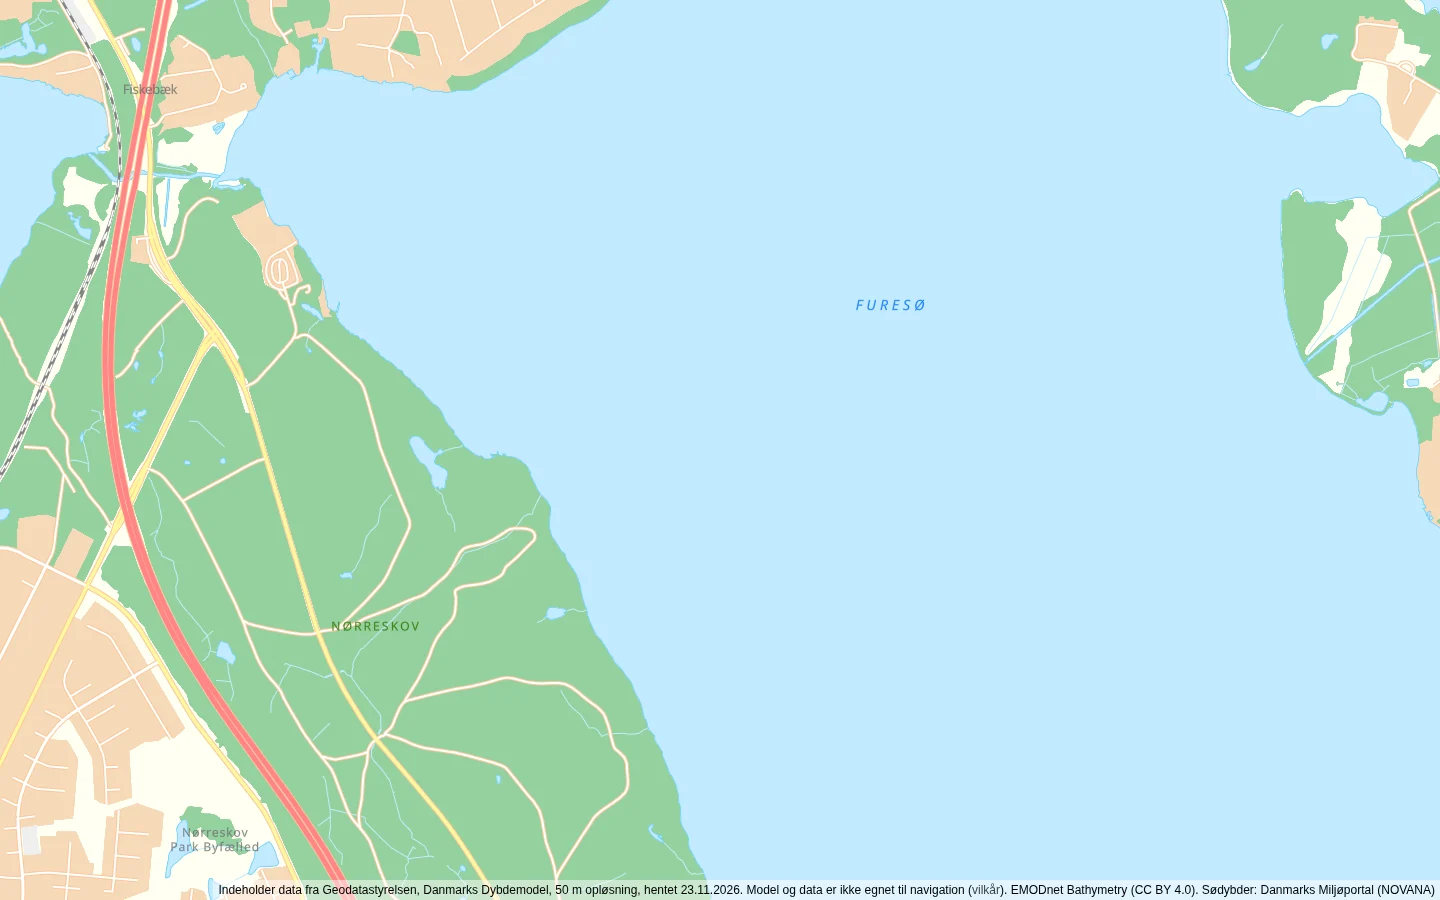 Fiskebæk
FURESØ
NØRRESKOV
Nørreskov
Park Byfælled
Indeholder data fra Geodatastyrelsen, Danmarks Dybdemodel, 50 m opløsning, hentet 23.11.2026. Model og data er ikke egnet til navigation (vilkår). EMODnet Bathymetry (CC BY 4.0). Sødybder: Danmarks Miljøportal (NOVANA)